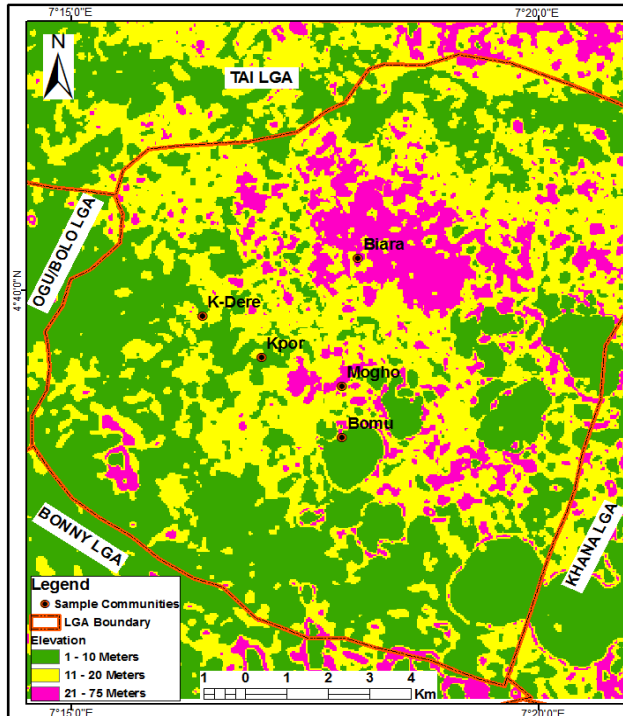 7°15'0"E
7°20'0"E
N
TAI LGA
OGU/BOLO LGA
4°40'0"N
Biara
K-Dere
Kpor
Mogho
Bomu
BONNY LGA
KHANA LGA
Legend
Sample Communities
LGA Boundary
Elevation
1 - 10 Meters
11 - 20 Meters
21 - 75 Meters
1 0 1 2 3 4
Km
7°15'0"E
7°20'0"E